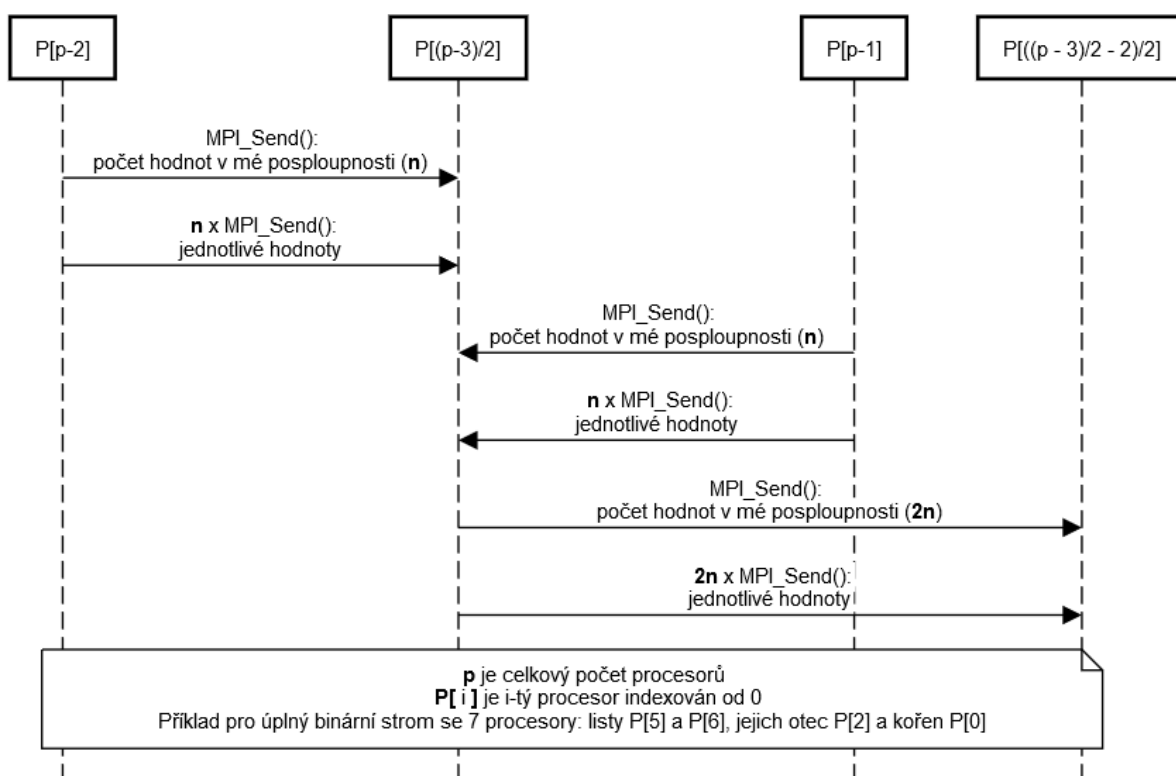 P[p-2]
P[(p-3)/2]
P[p-1]
P[((p - 3)/2 - 2)/2]
MPI_Send():
počet hodnot v mé posploupnosti (n)
n x MPI_Send():
jednotlivé hodnoty
MPI_Send():
počet hodnot v mé posploupnosti (n)
n x MPI_Send():
jednotlivé hodnoty
MPI_Send():
počet hodnot v mé posploupnosti (2n)
2n x MPI_Send():
jednotlivé hodnoty
p je celkový počet procesorů
P[ i ] je i-tý procesor indexován od 0
Příklad pro úplný binární strom se 7 procesory: listy P[5] a P[6], jejich otec P[2] a kořen P[0]